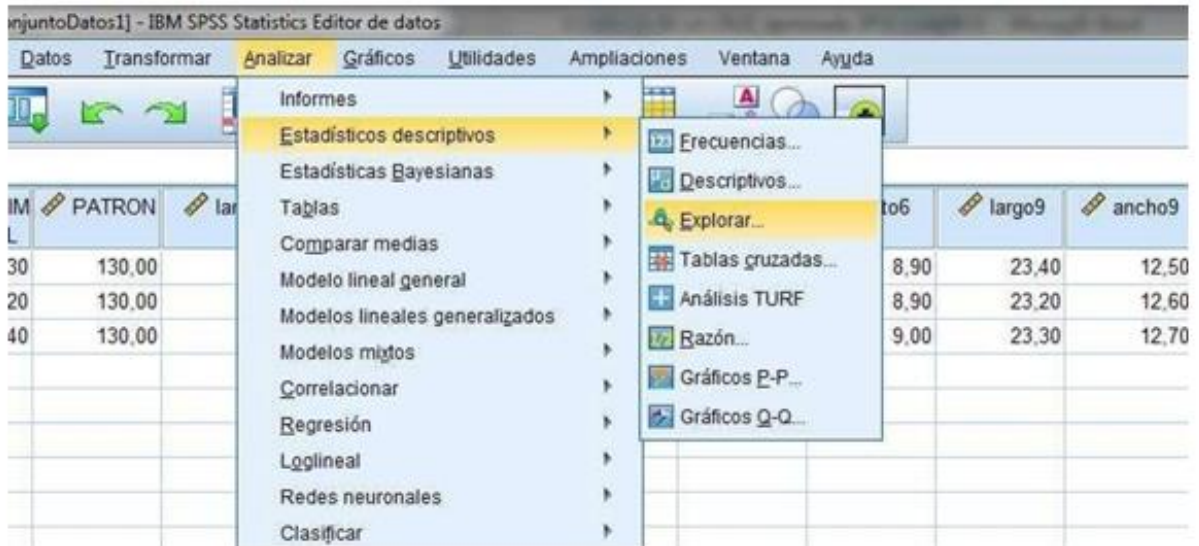 onjuntoDatos1] - IBM SPSS Statistics Editor de datos
Datos Transformar Analizar Gráficos Utilidades Ampliaciones Ventana Ayuda
Informes
Estadísticos descriptivos
Estadísticas Bayesianas
Tablas
Comparar medias
Modelo lineal general
Modelos lineales generalizados
Modelos mixtos
Correlacionar
Regresión
Loglineal
Redes neuronales
Clasificar
Frecuencias...
Descriptivos...
Explorar...
Tablas cruzadas...
Análisis TURF
Razón...
Gráficos P-P...
Gráficos Q-Q...
IM PATRON lar to6 largo9 ancho9
L
30 130,00 8,90 23,40 12,50
20 130,00 8,90 23,20 12,60
40 130,00 9,00 23,30 12,70